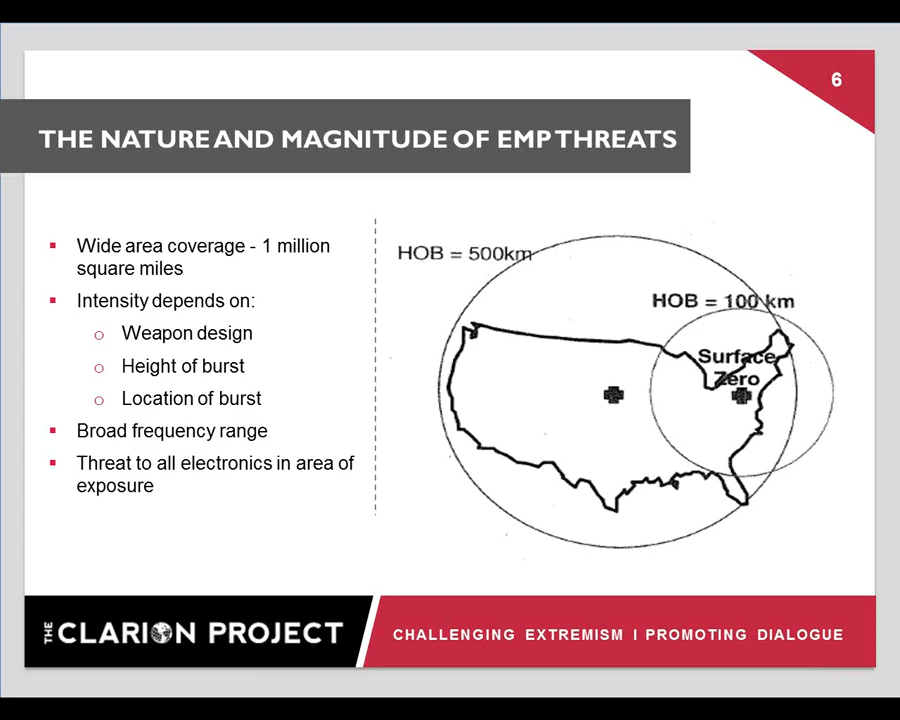 6
THE NATURE AND MAGNITUDE OF EMP THREATS
Wide area coverage - 1 million
square miles
Intensity depends on:
Weapon design
Height of burst
Location of burst
Broad frequency range
Threat to all electronics in area of
exposure
HOB = 500km
HOB = 100 km
Surface
Zero
THE CLARION PROJECT
CHALLENGING EXTREMISM | PROMOTING DIALOGUE